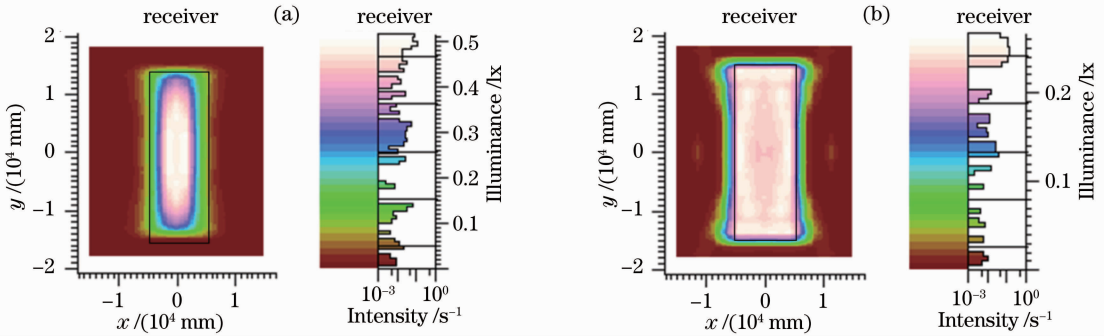 receiver (a) receiver
2
1
0
−1
−2
y /(10⁴ mm)
−1 0 1
x /(10⁴ mm)
0.5
0.4
0.3
0.2
0.1
Illuminance /lx
10⁻³ 10⁰
Intensity /s⁻¹
receiver (b) receiver
2
1
0
−1
−2
y /(10⁴ mm)
−1 0 1
x /(10⁴ mm)
0.2
0.1
Illuminance /lx
10⁻³ 10⁰
Intensity /s⁻¹